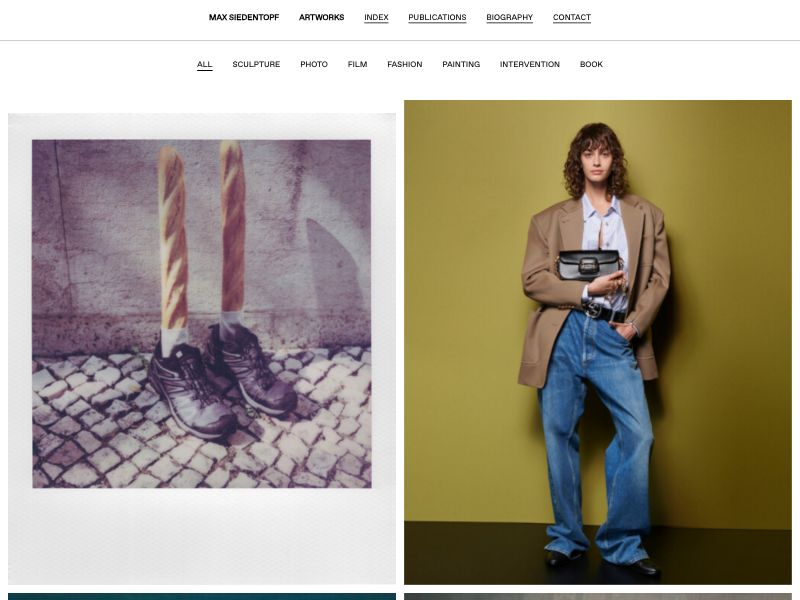 MAX SIEDENTOPF ARTWORKS INDEX PUBLICATIONS BIOGRAPHY CONTACT
ALL SCULPTURE PHOTO FILM FASHION PAINTING INTERVENTION BOOK